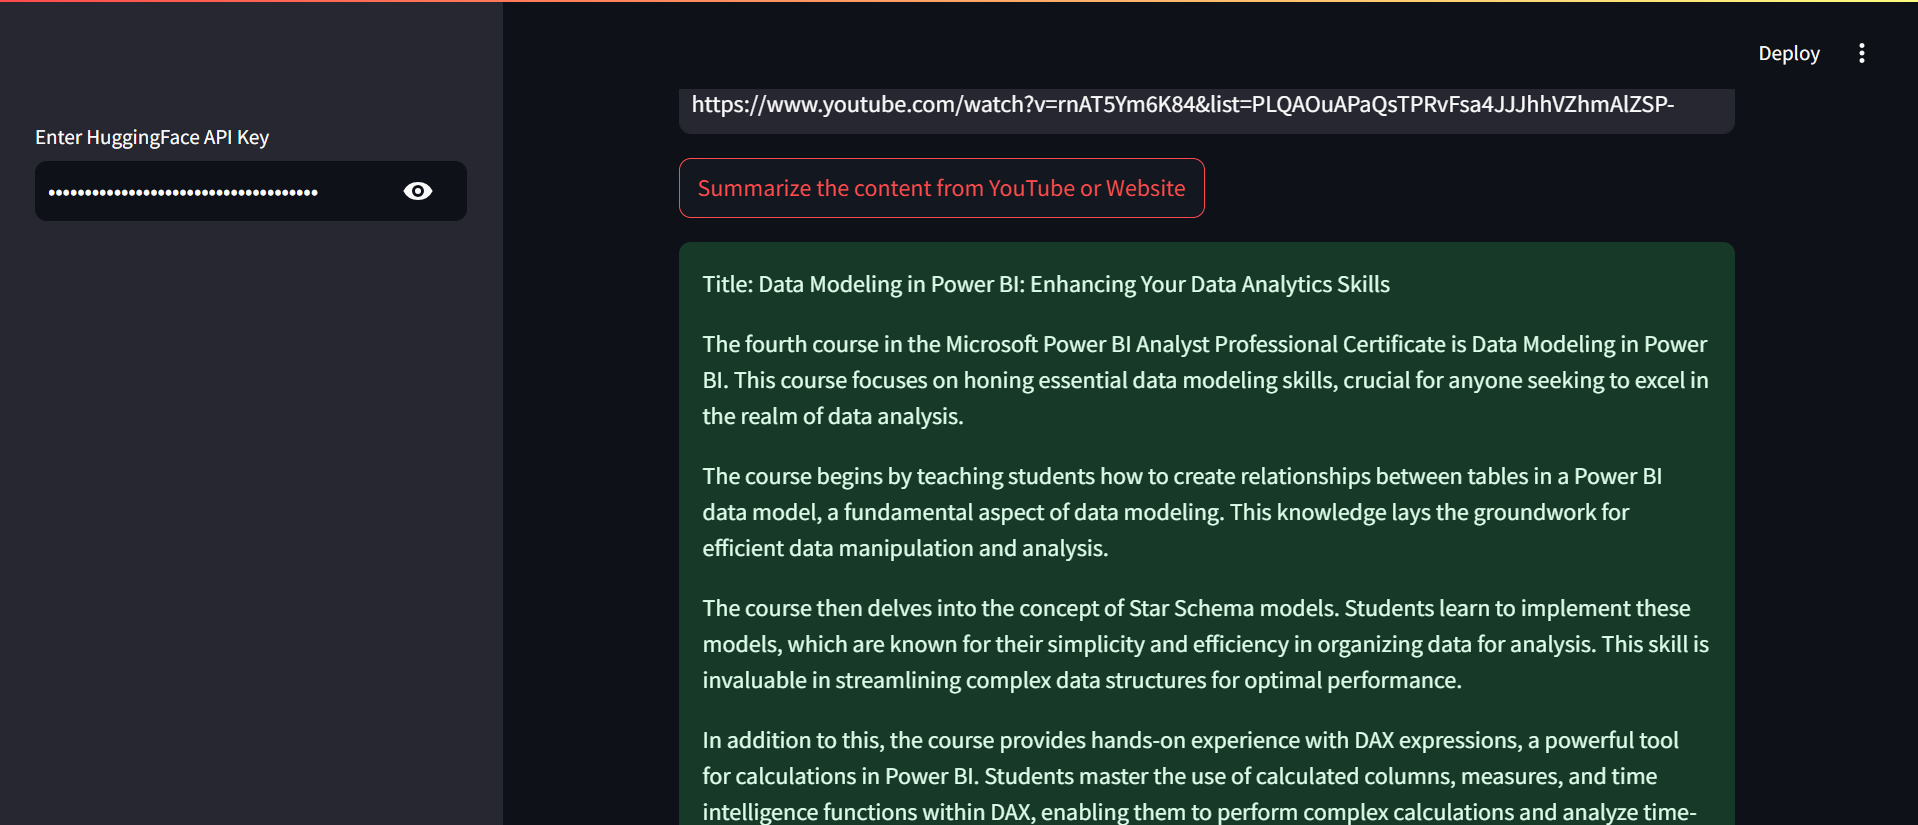 Deploy
Enter HuggingFace API Key
••••••••••••••••••••••••••••••••••••••
https://www.youtube.com/watch?v=rnAT5Ym6K84&list=PLQAOuAPaQsTPRvFsa4JJJhhVZhmAlZSP-
Summarize the content from YouTube or Website
Title: Data Modeling in Power BI: Enhancing Your Data Analytics Skills
The fourth course in the Microsoft Power BI Analyst Professional Certificate is Data Modeling in Power
BI. This course focuses on honing essential data modeling skills, crucial for anyone seeking to excel in
the realm of data analysis.
The course begins by teaching students how to create relationships between tables in a Power BI
data model, a fundamental aspect of data modeling. This knowledge lays the groundwork for
efficient data manipulation and analysis.
The course then delves into the concept of Star Schema models. Students learn to implement these
models, which are known for their simplicity and efficiency in organizing data for analysis. This skill is
invaluable in streamlining complex data structures for optimal performance.
In addition to this, the course provides hands-on experience with DAX expressions, a powerful tool
for calculations in Power BI. Students master the use of calculated columns, measures, and time
intelligence functions within DAX, enabling them to perform complex calculations and analyze time-